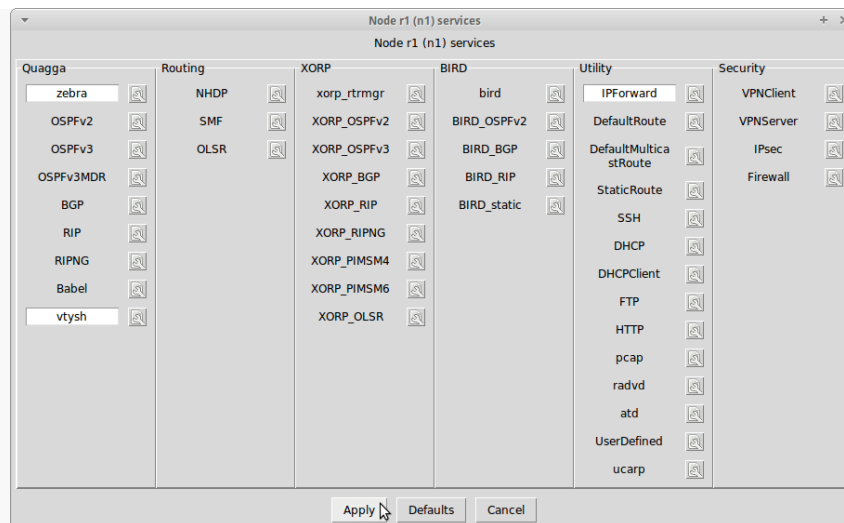 Node r1 (n1) services
Node r1 (n1) services
Quagga
zebra
OSPFv2
OSPFv3
OSPFv3MDR
BGP
RIP
RIPNG
Babel
vtysh
Routing
NHDP
SMF
OLSR
XORP
xorp_rtrmgr
XORP_OSPFv2
XORP_OSPFv3
XORP_BGP
XORP_RIP
XORP_RIPNG
XORP_PIMSM4
XORP_PIMSM6
XORP_OLSR
BIRD
bird
BIRD_OSPFv2
BIRD_BGP
BIRD_RIP
BIRD_static
Utility
IPForward
DefaultRoute
DefaultMultica
stRoute
StaticRoute
SSH
DHCP
DHCPClient
FTP
HTTP
pcap
radvd
atd
UserDefined
ucarp
Security
VPNClient
VPNServer
IPsec
Firewall
Apply
Defaults
Cancel